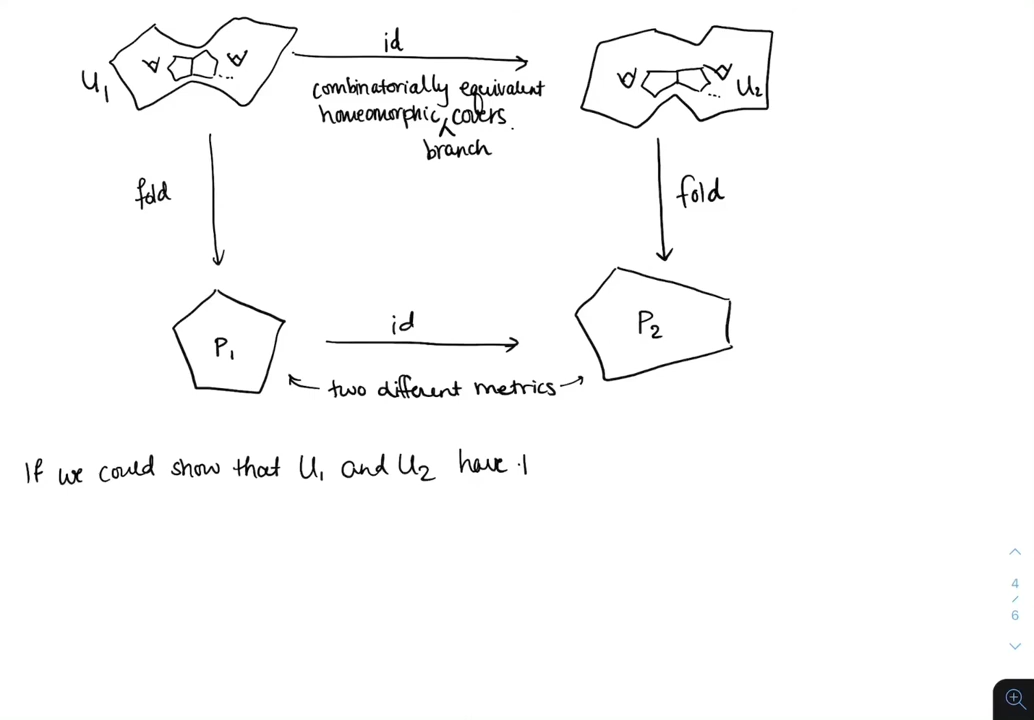 id
∀ ∀
...
U₁
∀ ∀
...
U₂
combinatorially equivalent
homeomorphic covers.
branch
fold
fold
P₁
id
P₂
two different metrics
If we could show that U₁ and U₂ have
4
/
6